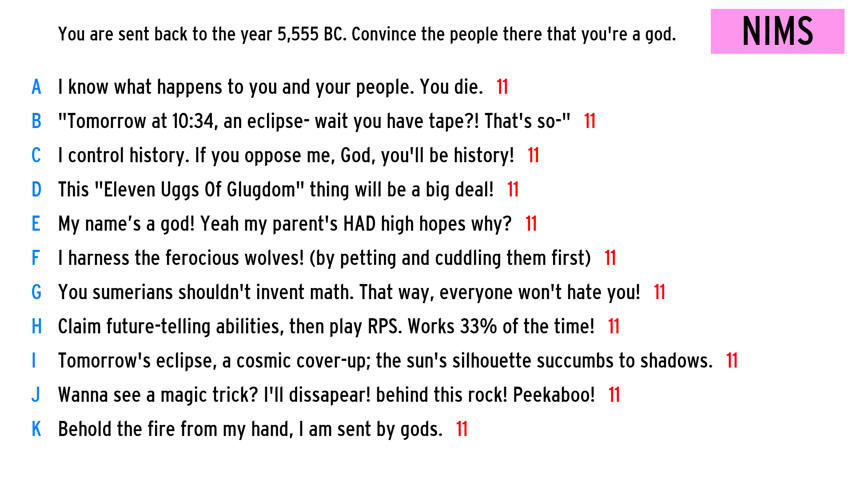 You are sent back to the year 5,555 BC. Convince the people there that you're a god.
NIMS
A I know what happens to you and your people. You die. 11
B "Tomorrow at 10:34, an eclipse- wait you have tape?! That's so-" 11
C I control history. If you oppose me, God, you'll be history! 11
D This "Eleven Uggs Of Glugdom" thing will be a big deal! 11
E My name’s a god! Yeah my parent's HAD high hopes why? 11
F I harness the ferocious wolves! (by petting and cuddling them first) 11
G You sumerians shouldn't invent math. That way, everyone won't hate you! 11
H Claim future-telling abilities, then play RPS. Works 33% of the time! 11
I Tomorrow's eclipse, a cosmic cover-up; the sun's silhouette succumbs to shadows. 11
J Wanna see a magic trick? I'll dissapear! behind this rock! Peekaboo! 11
K Behold the fire from my hand, I am sent by gods. 11